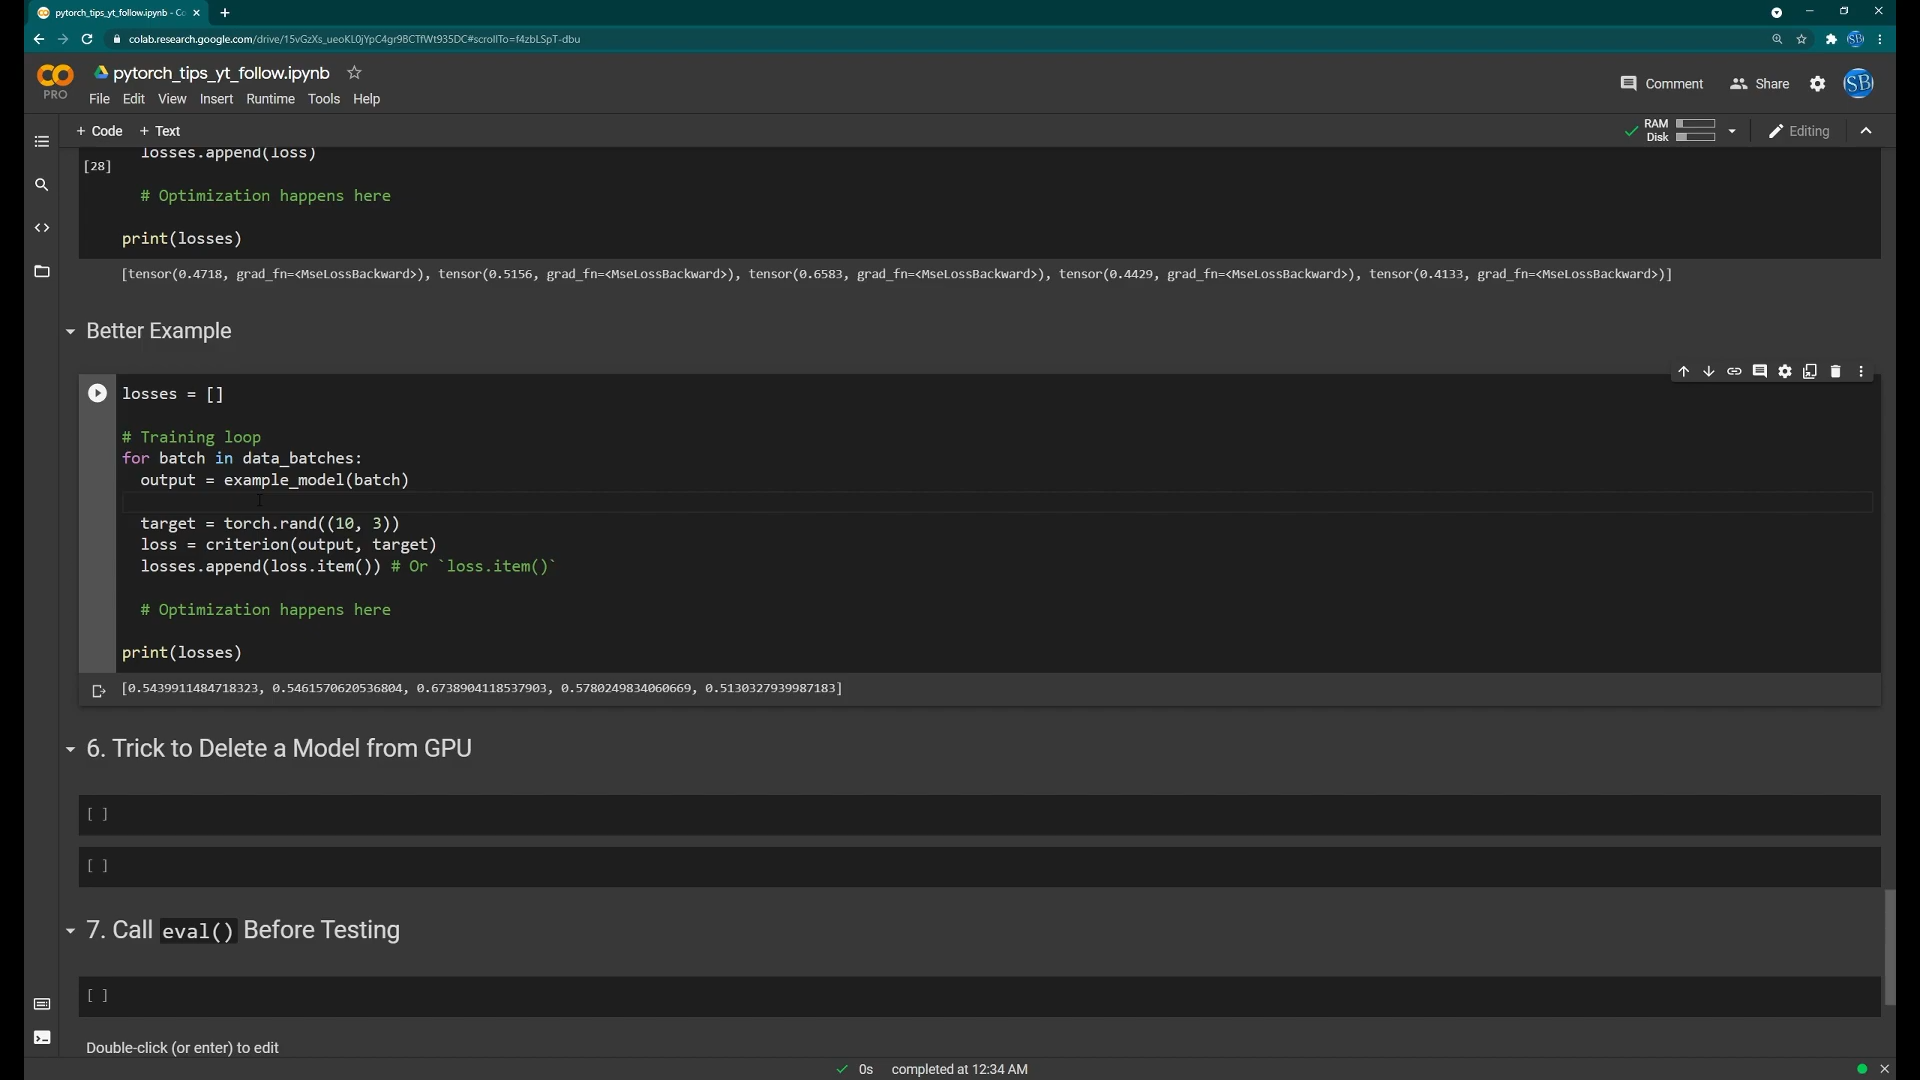 pytorch_tips_yt_follow.ipynb - Co
colab.research.google.com/drive/15vGzXs_ueoKL0jYpC4gr9BCTfWt935DC#scrollTo=f4zbLSpT-dbu
PRO
pytorch_tips_yt_follow.ipynb
File Edit View Insert Runtime Tools Help
Comment
Share
SB
+ Code + Text
RAM
Disk
Editing
losses.append(loss)
[28]
# Optimization happens here
print(losses)
[tensor(0.4718, grad_fn=<MseLossBackward>), tensor(0.5156, grad_fn=<MseLossBackward>), tensor(0.6583, grad_fn=<MseLossBackward>), tensor(0.4429, grad_fn=<MseLossBackward>), tensor(0.4133, grad_fn=<MseLossBackward>)]
Better Example
losses = []
# Training loop
for batch in data_batches:
output = example_model(batch)
target = torch.rand((10, 3))
loss = criterion(output, target)
losses.append(loss.item()) # Or `loss.item()`
# Optimization happens here
print(losses)
[0.5439911484718323, 0.5461570620536804, 0.6738904118537903, 0.5780249834060669, 0.5130327939987183]
6. Trick to Delete a Model from GPU
[ ]
[ ]
7. Call eval() Before Testing
[ ]
Double-click (or enter) to edit
0s completed at 12:34 AM